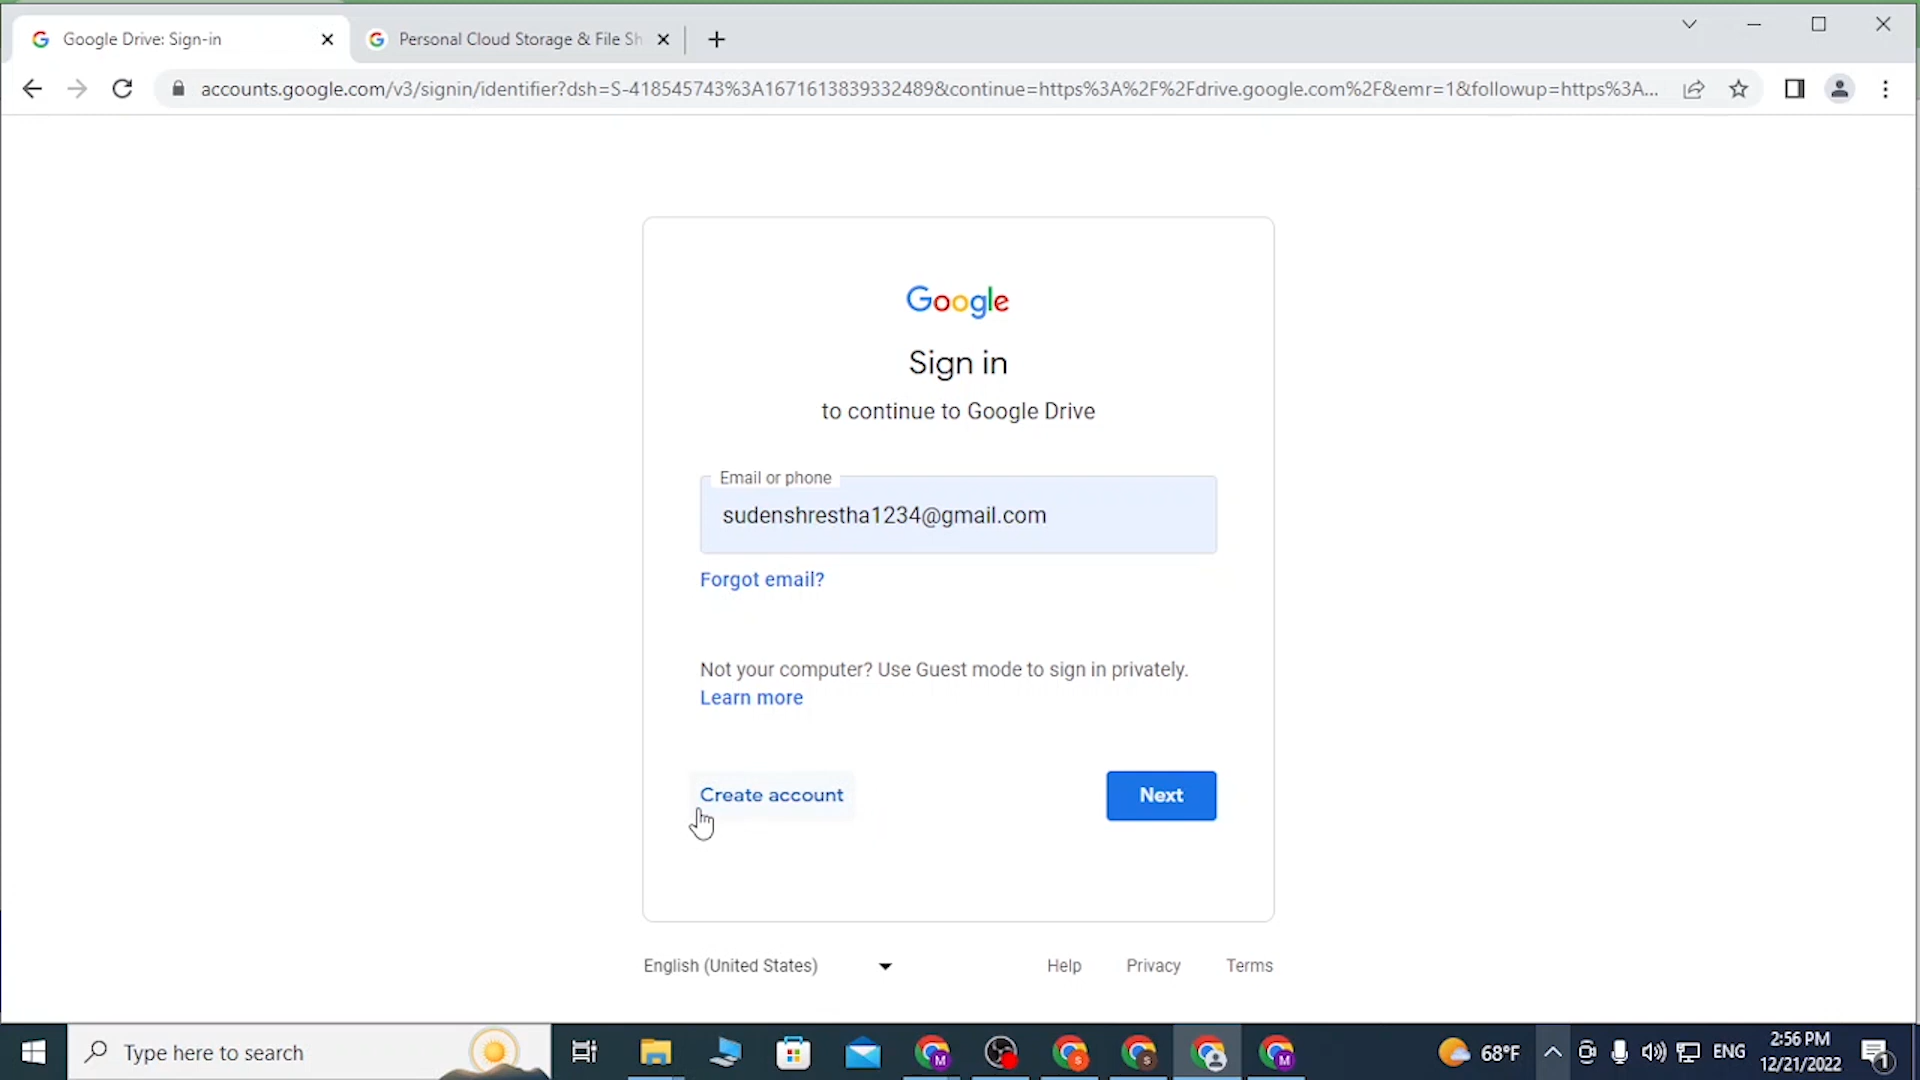 Google Drive: Sign-in
Personal Cloud Storage & File Sh
accounts.google.com/v3/signin/identifier?dsh=S-418545743%3A1671613839332489&continue=https%3A%2F%2Fdrive.google.com%2F&emr=1&followup=https%3A...
Google
Sign in
to continue to Google Drive
Email or phone
sudenshrestha1234@gmail.com
Forgot email?
Not your computer? Use Guest mode to sign in privately.
Learn more
Create account
Next
English (United States)
Help
Privacy
Terms
Type here to search
68°F
ENG
2:56 PM
12/21/2022
1